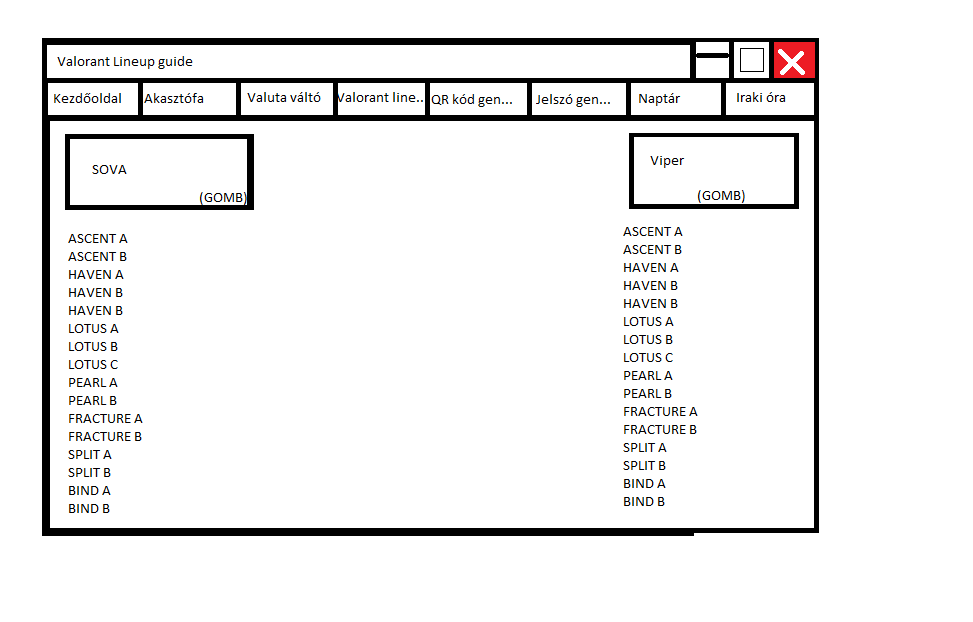 Valorant Lineup guide
Kezdőoldal
Akasztófa
Valuta váltó
Valorant line..
QR kód gen...
Jelszó gen...
Naptár
Iraki óra
SOVA
(GOMB)
ASCENT A
ASCENT B
HAVEN A
HAVEN B
HAVEN B
LOTUS A
LOTUS B
LOTUS C
PEARL A
PEARL B
FRACTURE A
FRACTURE B
SPLIT A
SPLIT B
BIND A
BIND B
Viper
(GOMB)
ASCENT A
ASCENT B
HAVEN A
HAVEN B
HAVEN B
LOTUS A
LOTUS B
LOTUS C
PEARL A
PEARL B
FRACTURE A
FRACTURE B
SPLIT A
SPLIT B
BIND A
BIND B